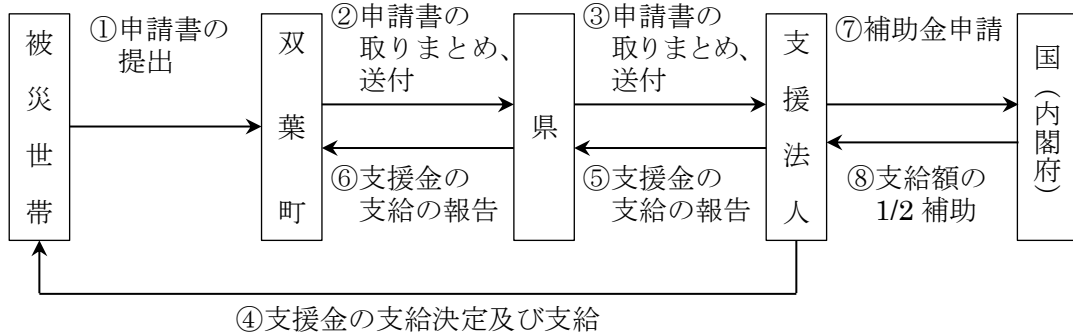 被災世帯
①申請書の
提出
双葉町
②申請書の
取りまとめ、
送付
⑥支援金の
支給の報告
県
③申請書の
取りまとめ、
送付
⑤支援金の
支給の報告
支援法人
⑦補助金申請
⑧支給額の
1/2 補助
国(内閣府)
④支援金の支給決定及び支給